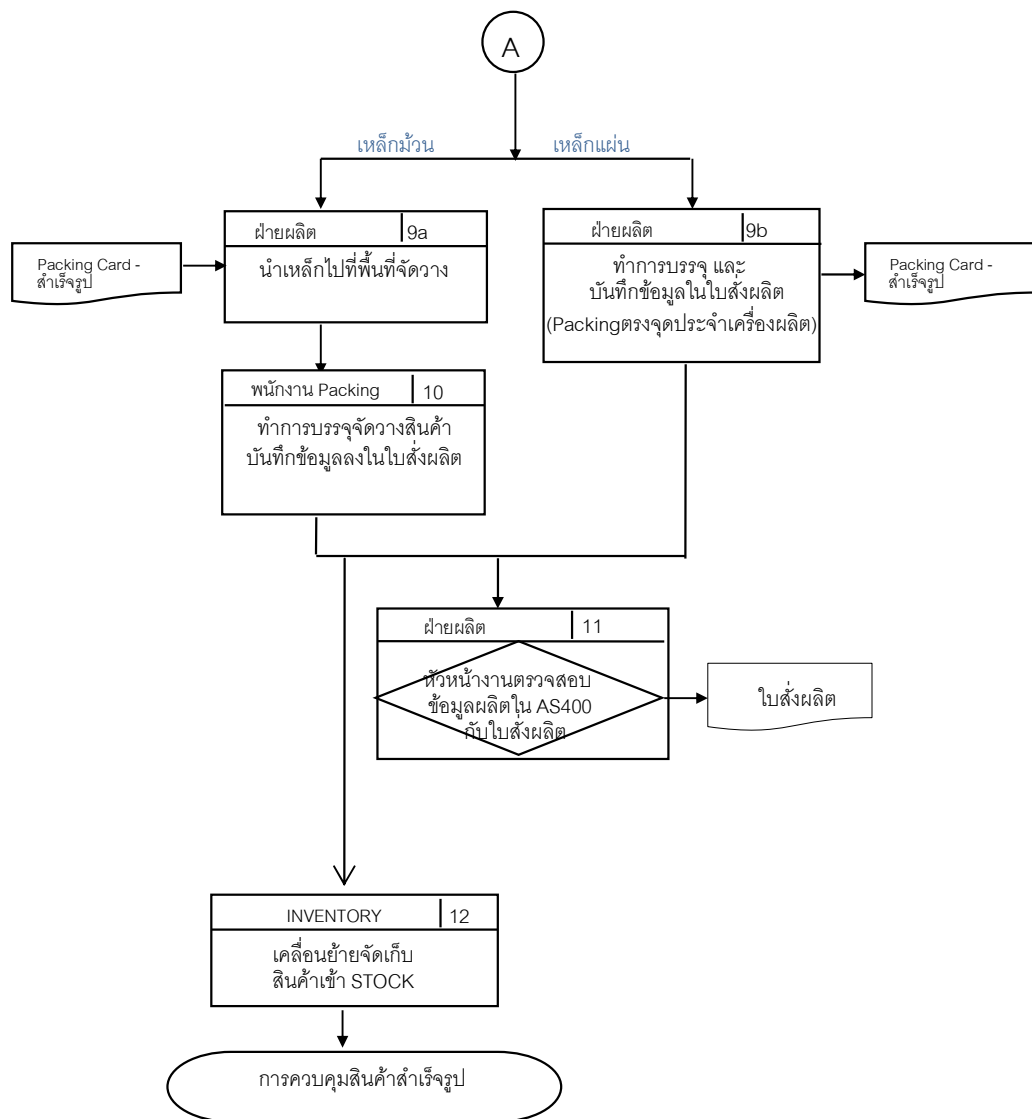 A
เหล็กม้วน
เหล็กแผ่น
ฝ่ายผลิต 9a
นำเหล็กไปที่พื้นที่จัดวาง
Packing Card -
สำเร็จรูป
ฝ่ายผลิต 9b
ทำการบรรจุ และ
บันทึกข้อมูลในใบสั่งผลิต
(Packingตรงจุดประจำเครื่องผลิต)
Packing Card -
สำเร็จรูป
พนักงาน Packing 10
ทำการบรรจุจัดวางสินค้า
บันทึกข้อมูลลงในใบสั่งผลิต
ฝ่ายผลิต 11
หัวหน้างานตรวจสอบ
ข้อมูลผลิตใน AS400
กับใบสั่งผลิต
ใบสั่งผลิต
INVENTORY 12
เคลื่อนย้ายจัดเก็บ
สินค้าเข้า STOCK
การควบคุมสินค้าสำเร็จรูป